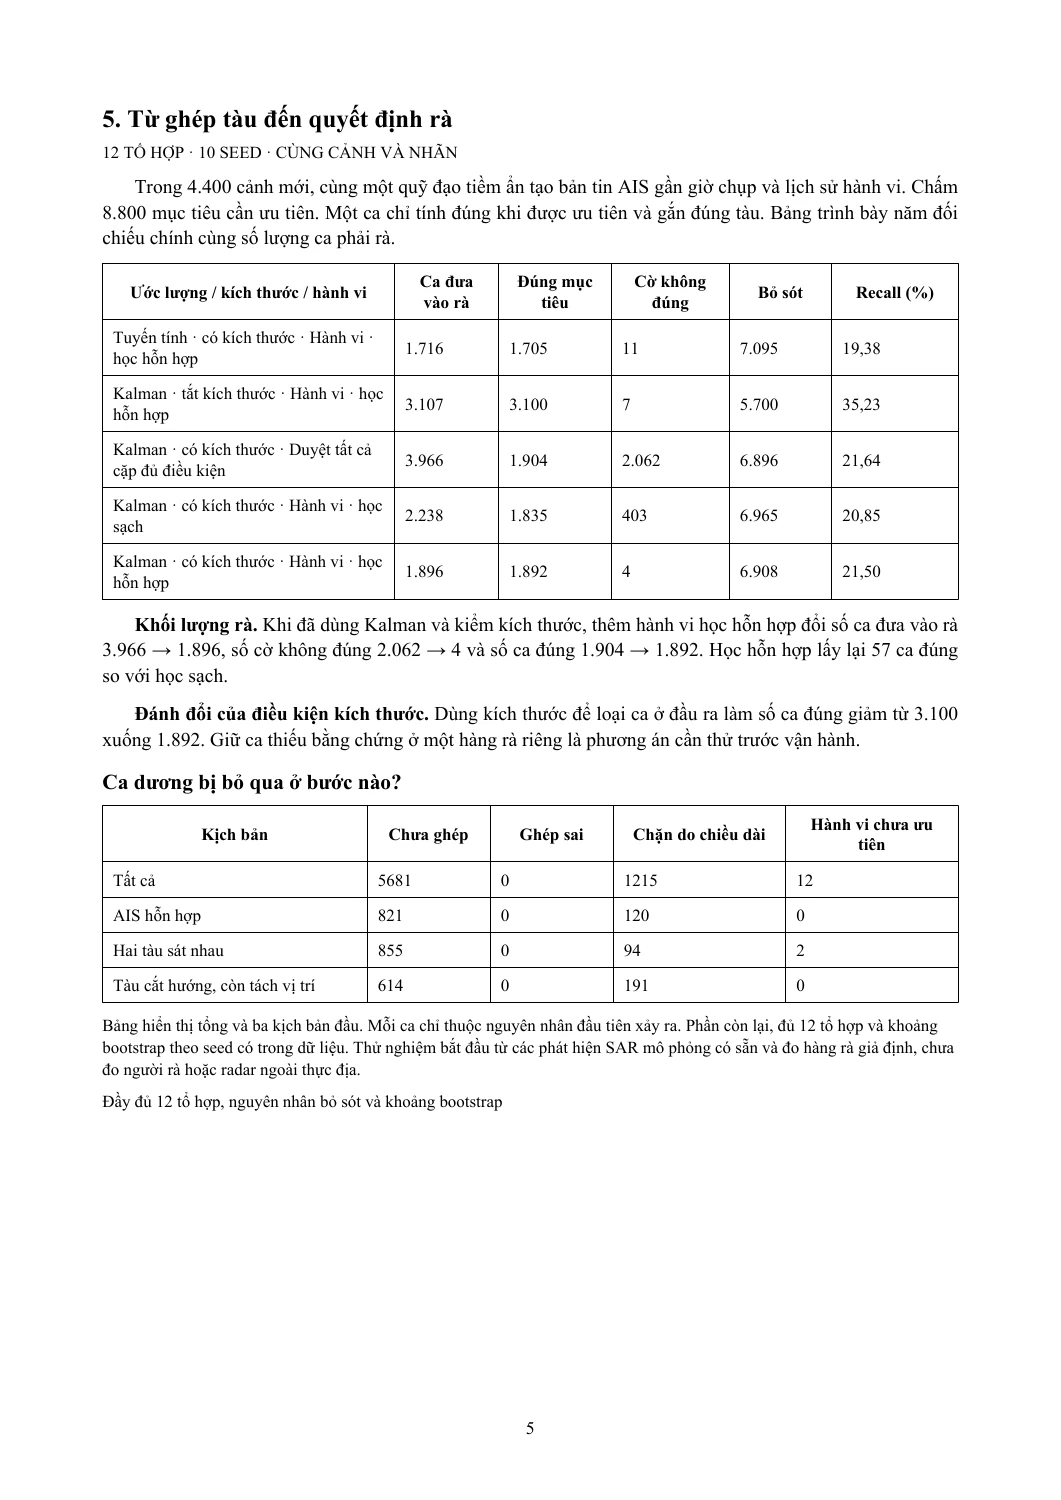 5. Từ ghép tàu đến quyết định rà
12 TỔ HỢP · 10 SEED · CÙNG CẢNH VÀ NHÃN
Trong 4.400 cảnh mới, cùng một quỹ đạo tiềm ẩn tạo bản tin AIS gần giờ chụp và lịch sử hành vi. Chấm
8.800 mục tiêu cần ưu tiên. Một ca chỉ tính đúng khi được ưu tiên và gắn đúng tàu. Bảng trình bày năm đối
chiếu chính cùng số lượng ca phải rà.
Ước lượng / kích thước / hành vi
Ca đưa
vào rà
Đúng mục
tiêu
Cờ không
đúng
Bỏ sót
Recall (%)
Tuyến tính · có kích thước · Hành vi ·
học hỗn hợp
1.716
1.705
11
7.095
19,38
Kalman · tắt kích thước · Hành vi · học
hỗn hợp
3.107
3.100
7
5.700
35,23
Kalman · có kích thước · Duyệt tất cả
cặp đủ điều kiện
3.966
1.904
2.062
6.896
21,64
Kalman · có kích thước · Hành vi · học
sạch
2.238
1.835
403
6.965
20,85
Kalman · có kích thước · Hành vi · học
hỗn hợp
1.896
1.892
4
6.908
21,50
Khối lượng rà. Khi đã dùng Kalman và kiểm kích thước, thêm hành vi học hỗn hợp đổi số ca đưa vào rà
3.966 → 1.896, số cờ không đúng 2.062 → 4 và số ca đúng 1.904 → 1.892. Học hỗn hợp lấy lại 57 ca đúng
so với học sạch.
Đánh đổi của điều kiện kích thước. Dùng kích thước để loại ca ở đầu ra làm số ca đúng giảm từ 3.100
xuống 1.892. Giữ ca thiếu bằng chứng ở một hàng rà riêng là phương án cần thử trước vận hành.
Ca dương bị bỏ qua ở bước nào?
Kịch bản
Chưa ghép
Ghép sai
Chặn do chiều dài
Hành vi chưa ưu
tiên
Tất cả
5681
0
1215
12
AIS hỗn hợp
821
0
120
0
Hai tàu sát nhau
855
0
94
2
Tàu cắt hướng, còn tách vị trí
614
0
191
0
Bảng hiển thị tổng và ba kịch bản đầu. Mỗi ca chỉ thuộc nguyên nhân đầu tiên xảy ra. Phần còn lại, đủ 12 tổ hợp và khoảng
bootstrap theo seed có trong dữ liệu. Thử nghiệm bắt đầu từ các phát hiện SAR mô phỏng có sẵn và đo hàng rà giả định, chưa
đo người rà hoặc radar ngoài thực địa.
Đầy đủ 12 tổ hợp, nguyên nhân bỏ sót và khoảng bootstrap
5